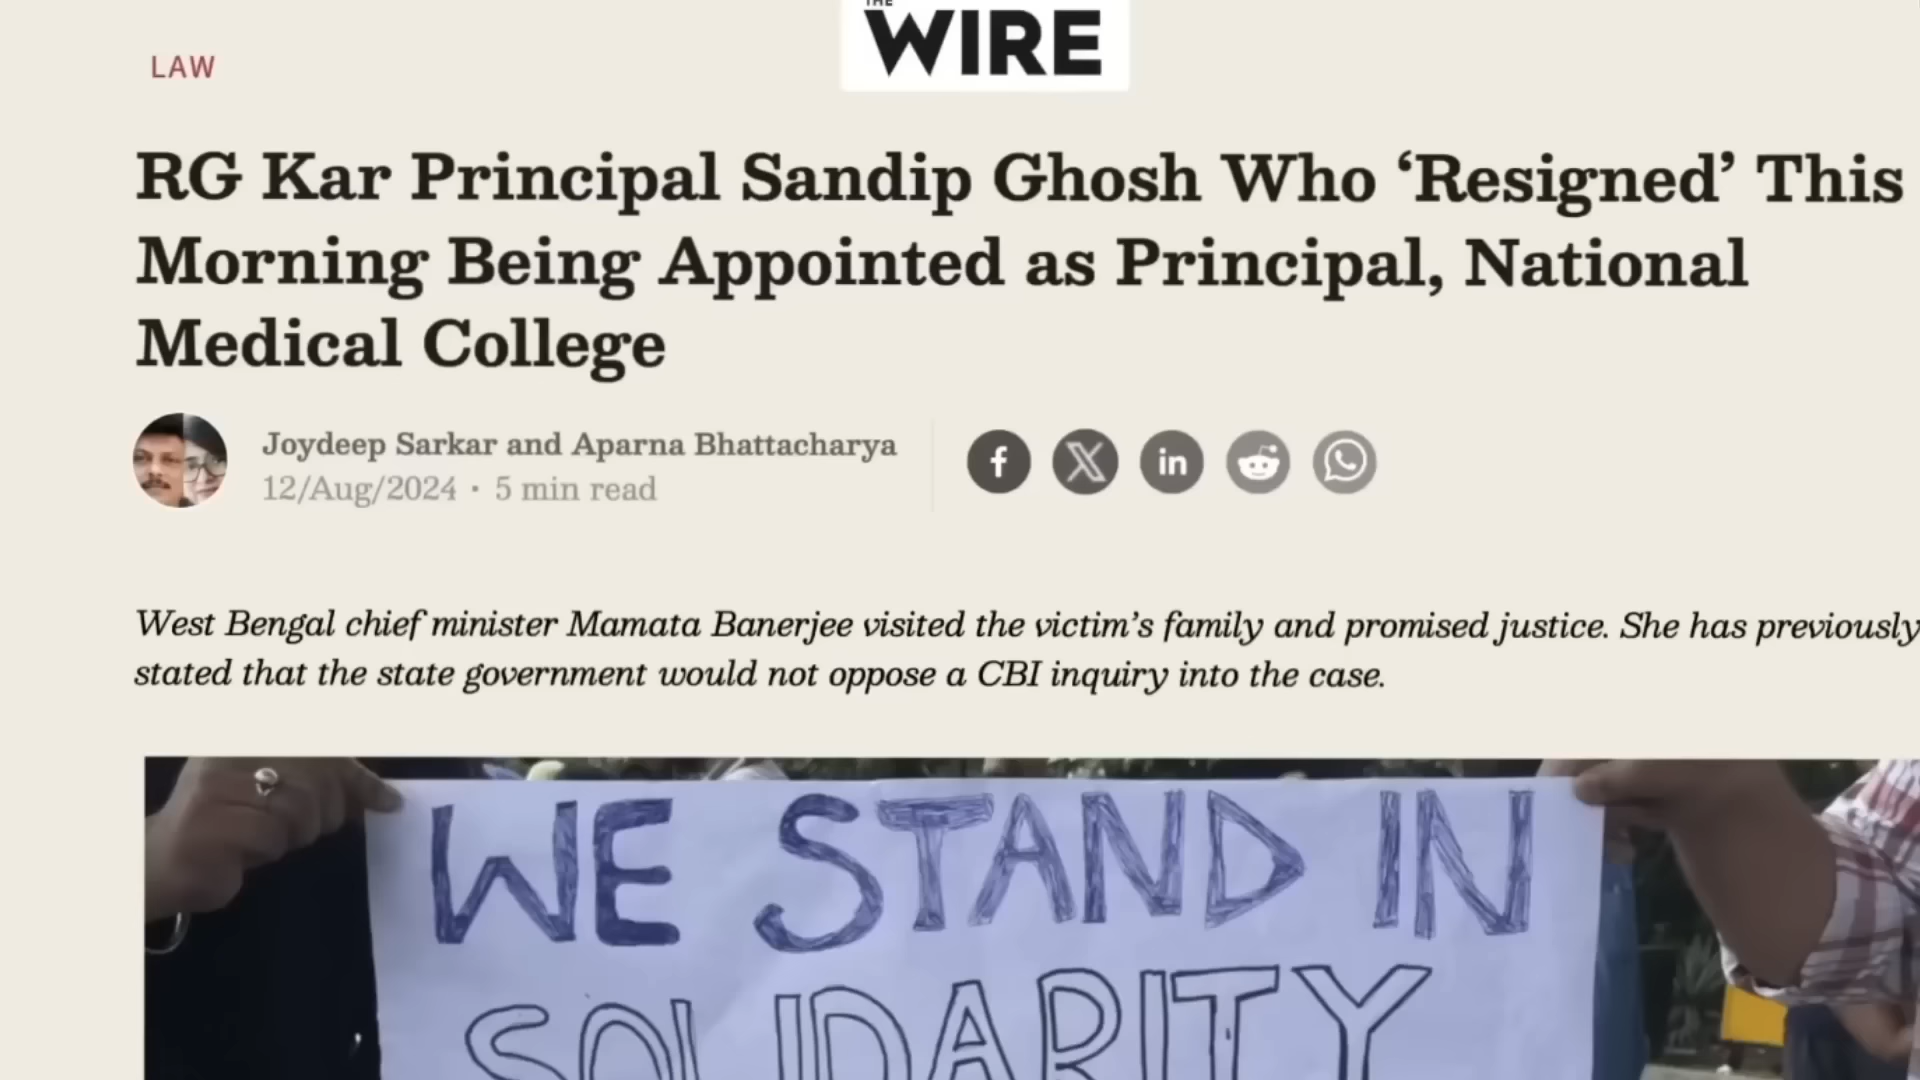 THE
WIRE
LAW
RG Kar Principal Sandip Ghosh Who ‘Resigned’ This
Morning Being Appointed as Principal, National
Medical College
Joydeep Sarkar and Aparna Bhattacharya
12/Aug/2024 • 5 min read
West Bengal chief minister Mamata Banerjee visited the victim’s family and promised justice. She has previously
stated that the state government would not oppose a CBI inquiry into the case.
WE STAND IN
SOLIDARITY